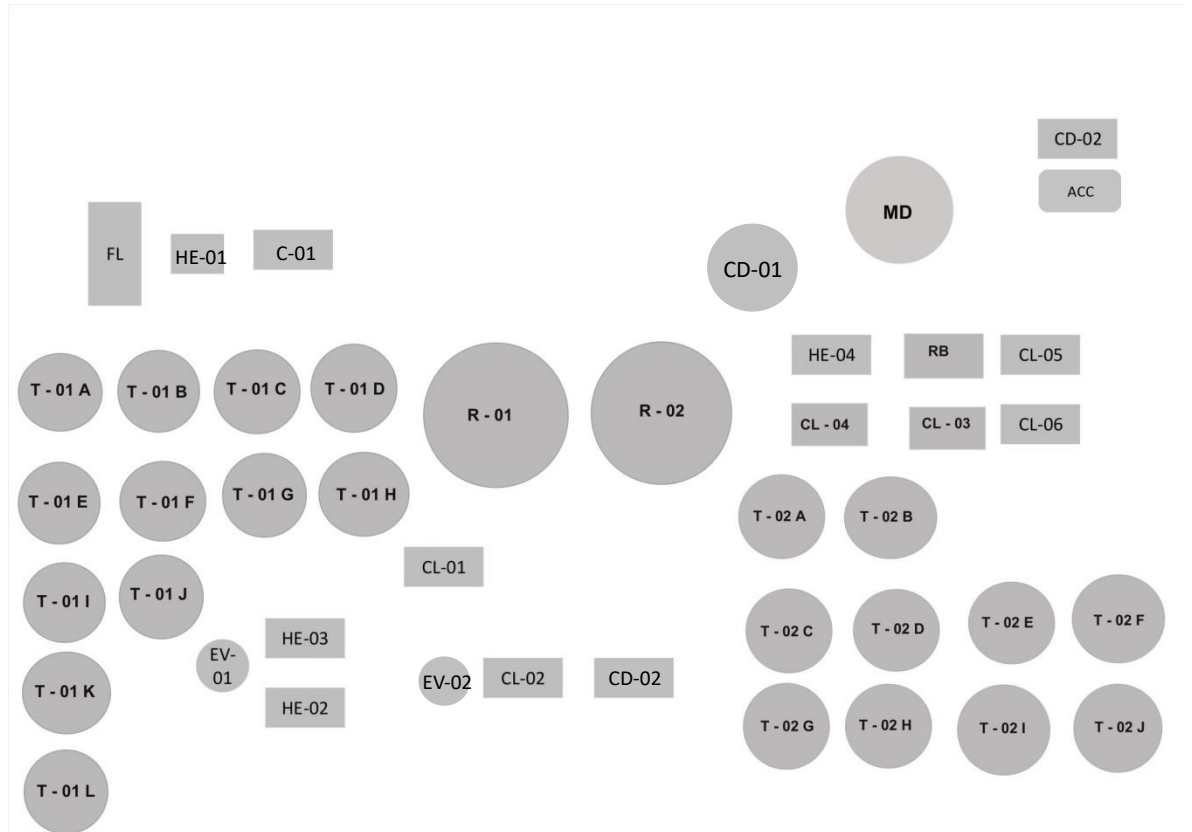 CD-02
ACC
MD
CD-01
FL
HE-01
C-01
HE-04
RB
CL-05
T - 01 A
T - 01 B
T - 01 C
T - 01 D
R - 01
R - 02
CL - 04
CL - 03
CL-06
T - 01 E
T - 01 F
T - 01 G
T - 01 H
T - 02 A
T - 02 B
CL-01
T - 01 I
T - 01 J
T - 02 C
T - 02 D
T - 02 E
T - 02 F
HE-03
EV-
01
EV-02
CL-02
CD-02
T - 01 K
HE-02
T - 02 G
T - 02 H
T - 02 I
T - 02 J
T - 01 L